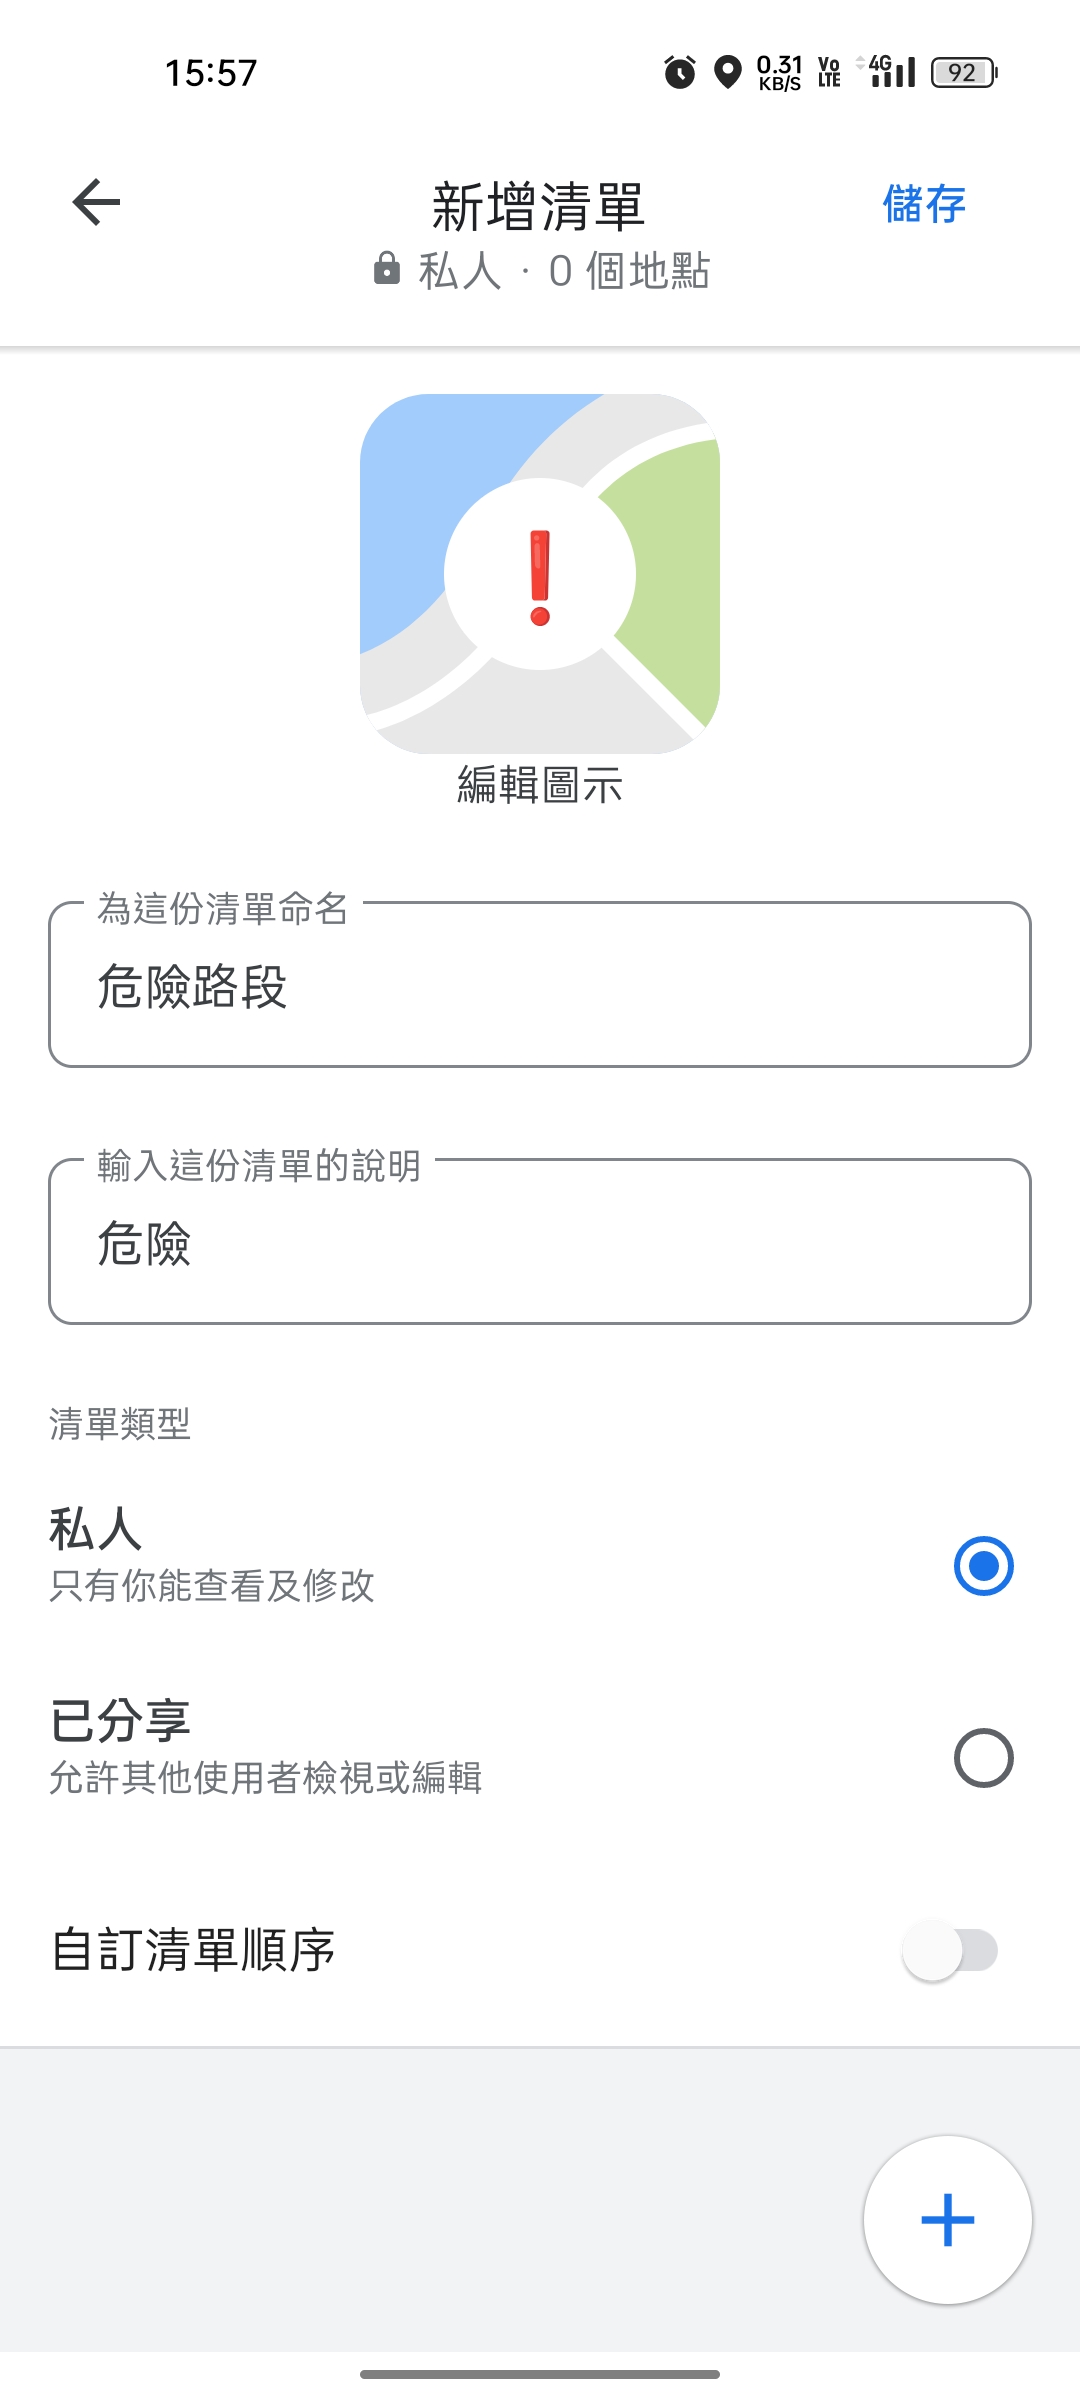 15:57
0.31 KB/S Vo LTE 4G 92
新增清單
儲存
私人 · 0 個地點
編輯圖示
為這份清單命名
危險路段
輸入這份清單的說明
危險
清單類型
私人
只有你能查看及修改
已分享
允許其他使用者檢視或編輯
自訂清單順序